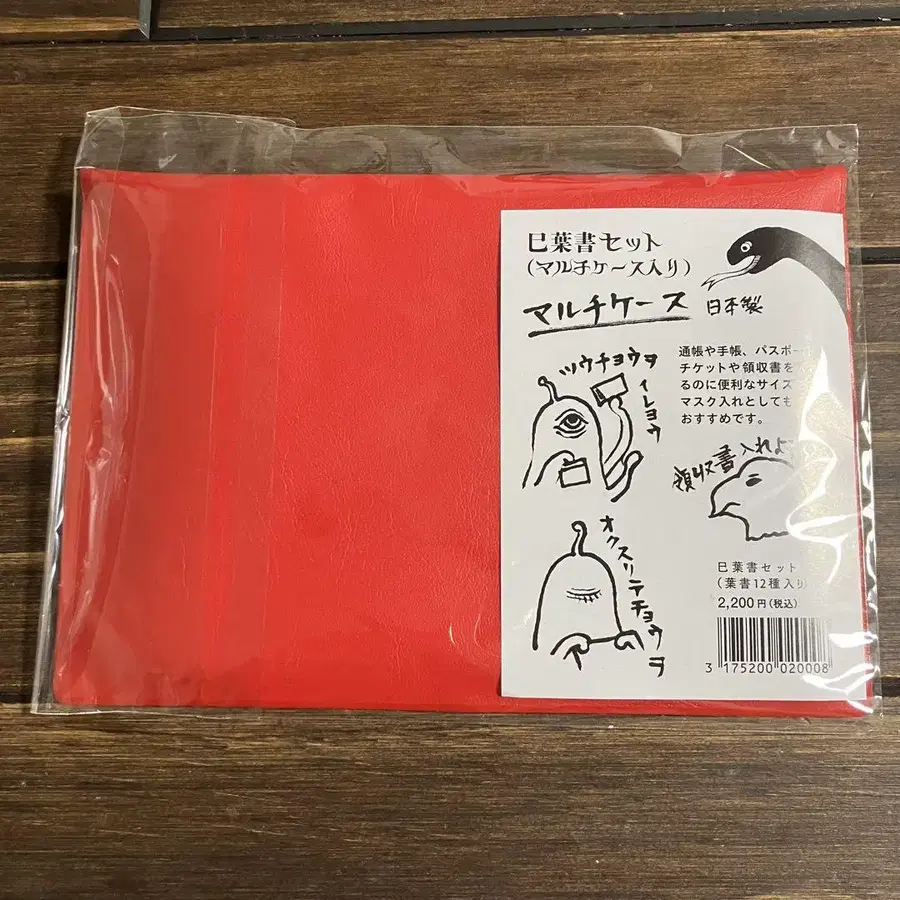 巳葉書セット
(マルチケース入り)
マルチケース 日本製
通帳や手帳、パスポー
チケットや領収書を
るのに便利なサイズ
マスク入れとしても
おすすめです。
ツウチョウヲ
イレヨウ
領収書入れよ
オクスリテチョウヲ
巳葉書セット
(葉書12種入り
2,200円(税込)
3 175200 020008